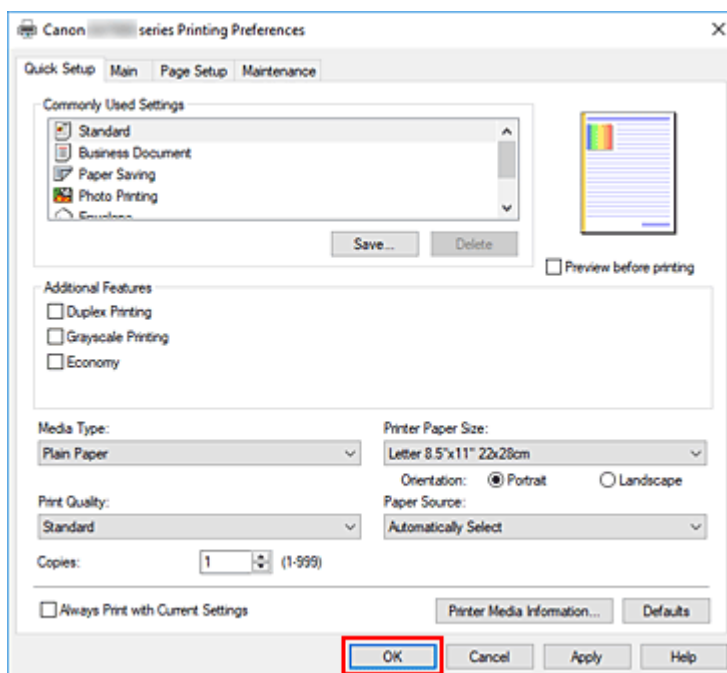 Canon series Printing Preferences
Quick Setup Main Page Setup Maintenance
Commonly Used Settings
Standard
Business Document
Paper Saving
Photo Printing
Envelope
Save... Delete
Preview before printing
Additional Features
Duplex Printing
Grayscale Printing
Economy
Media Type: Printer Paper Size:
Plain Paper Letter 8.5"x11" 22x28cm
Orientation: Portrait Landscape
Print Quality: Paper Source:
Standard Automatically Select
Copies: 1 (1-999)
Always Print with Current Settings Printer Media Information... Defaults
OK Cancel Apply Help